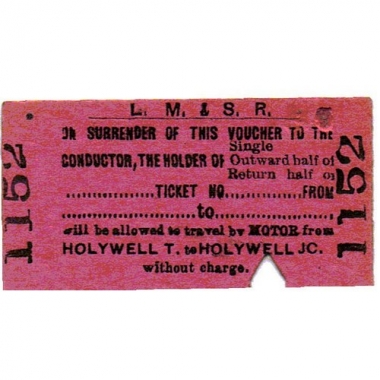 L. M. & S. R.
ON SURRENDER OF THIS VOUCHER TO THE
Single
CONDUCTOR, THE HOLDER OF Outward half of
Return half of
..................TICKET NO..................FROM
..................to..................
will be allowed to travel by MOTOR from
HOLYWELL T. to HOLYWELL JC.
without charge.
1152.
1152